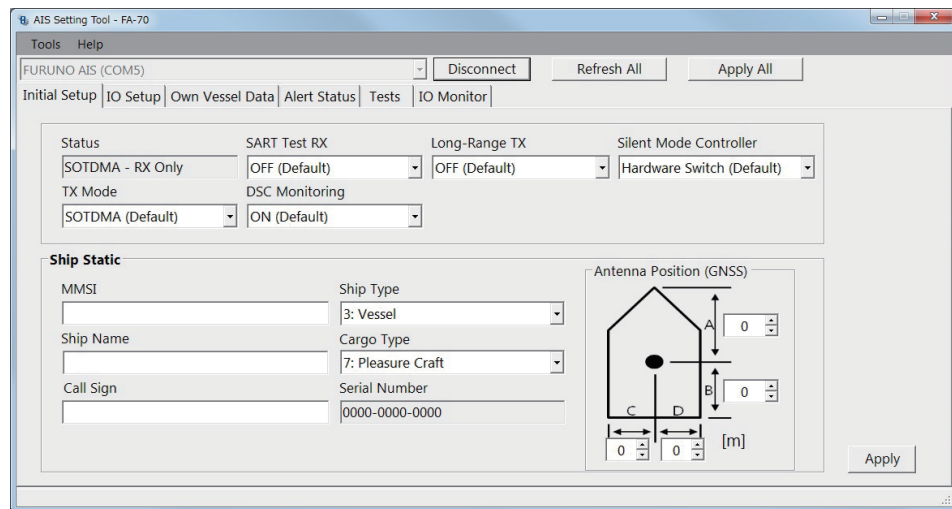 AIS Setting Tool - FA-70
Tools Help
FURUNO AIS (COM5) Disconnect Refresh All Apply All
Initial Setup IO Setup Own Vessel Data Alert Status Tests IO Monitor
Status SART Test RX Long-Range TX Silent Mode Controller
SOTDMA - RX Only OFF (Default) OFF (Default) Hardware Switch (Default)
TX Mode DSC Monitoring
SOTDMA (Default) ON (Default)
Ship Static
Antenna Position (GNSS)
MMSI Ship Type
3: Vessel
A 0
Ship Name Cargo Type
7: Pleasure Craft
B 0
Call Sign Serial Number
0000-0000-0000
C D
0 0 [m]
Apply